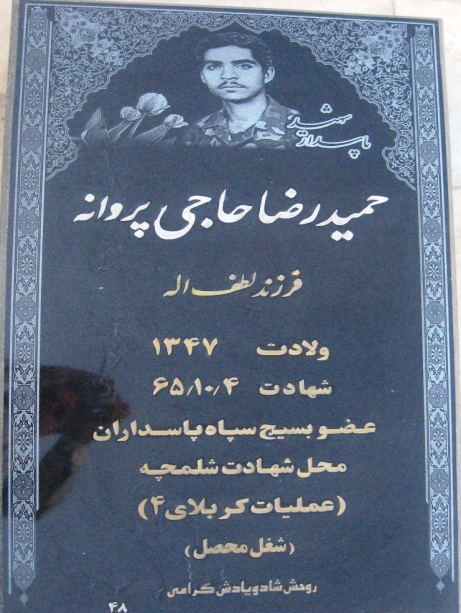 شهید
پاسدار
حمیدرضا حاجی پروانه
فرزند لطف اله
ولادت ۱۳۴۷
شهادت ۶۵/۱۰/۴
عضو بسیج سپاه پاسداران
محل شهادت شلمچه
(عملیات کربلای ۴)
(شغل محصل)
روحش شاد و یادش گرامی
۴۸